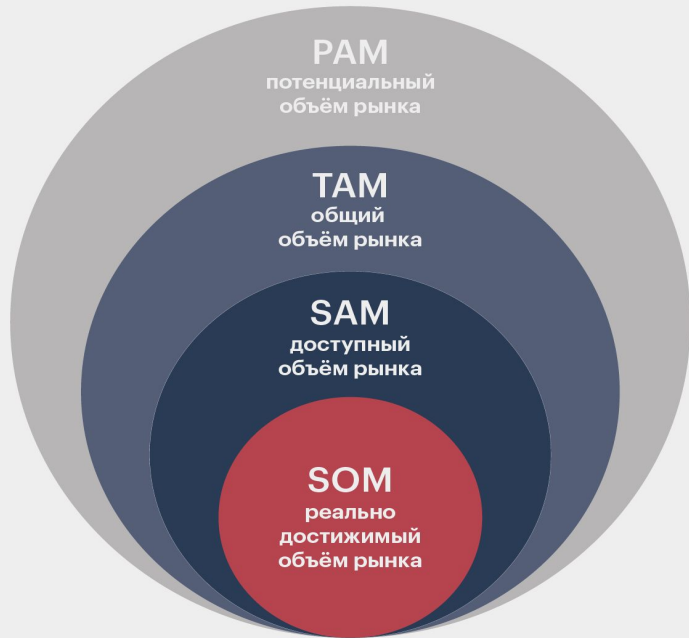 PAM
потенциальный
объём рынка
TAM
общий
объём рынка
SAM
доступный
объём рынка
SOM
реально
достижимый
объём рынка